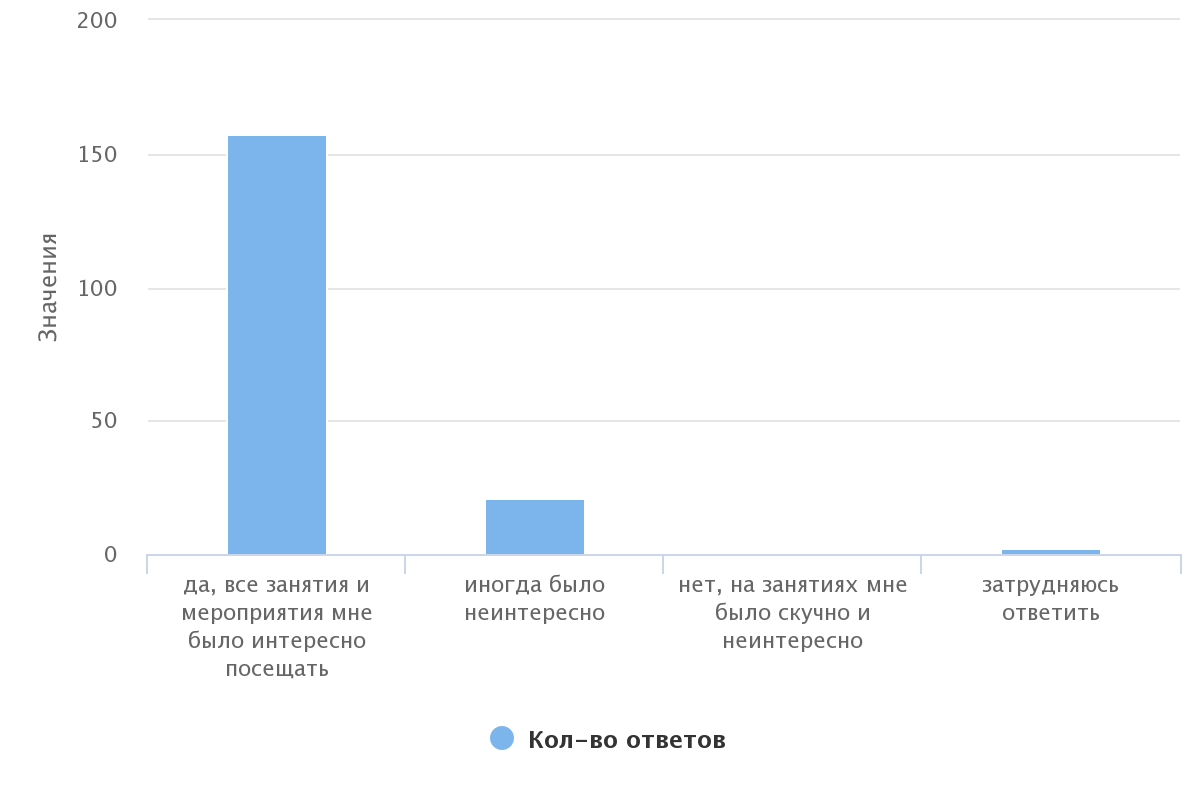 200
150
100
50
0
Значения
да, все занятия и
мероприятия мне
было интересно
посещать
иногда было
неинтересно
нет, на занятиях мне
было скучно и
неинтересно
затрудняюсь
ответить
Кол-во ответов